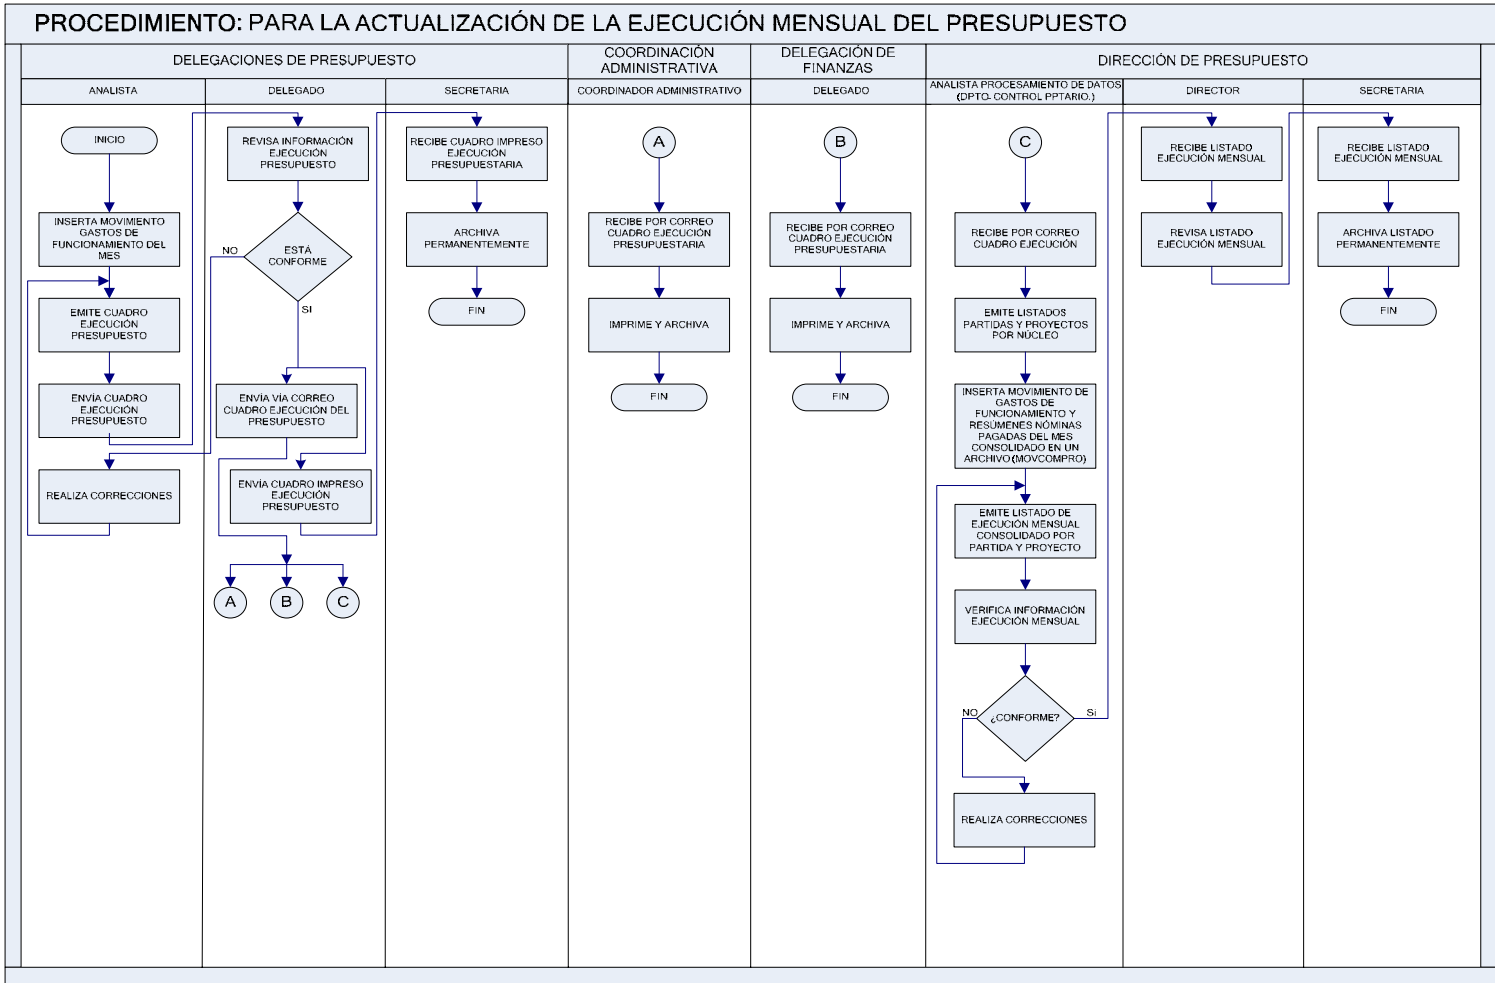 PROCEDIMIENTO: PARA LA ACTUALIZACIÓN DE LA EJECUCIÓN MENSUAL DEL PRESUPUESTO
DELEGACIONES DE PRESUPUESTO
COORDINACIÓN
ADMINISTRATIVA
DELEGACIÓN DE
FINANZAS
DIRECCIÓN DE PRESUPUESTO
ANALISTA
DELEGADO
SECRETARIA
COORDINADOR ADMINISTRATIVO
DELEGADO
ANALISTA PROCESAMIENTO DE DATOS
(DPTO. CONTROL PPTARIO.)
DIRECTOR
SECRETARIA
INICIO
INSERTA MOVIMIENTO
GASTOS DE
FUNCIONAMIENTO DEL
MES
EMITE CUADRO
EJECUCIÓN
PRESUPUESTO
ENVÍA CUADRO
EJECUCIÓN
PRESUPUESTO
REALIZA CORRECCIONES
REVISA INFORMACIÓN
EJECUCIÓN
PRESUPUESTO
ESTÁ
CONFORME
NO
SI
ENVÍA VÍA CORREO
CUADRO EJECUCIÓN DEL
PRESUPUESTO
ENVÍA CUADRO IMPRESO
EJECUCIÓN
PRESUPUESTO
A
B
C
RECIBE CUADRO IMPRESO
EJECUCIÓN
PRESUPUESTARIA
ARCHIVA
PERMANENTEMENTE
FIN
A
RECIBE POR CORREO
CUADRO EJECUCIÓN
PRESUPUESTARIA
IMPRIME Y ARCHIVA
FIN
B
RECIBE POR CORREO
CUADRO EJECUCIÓN
PRESUPUESTARIA
IMPRIME Y ARCHIVA
FIN
C
RECIBE POR CORREO
CUADRO EJECUCIÓN
EMITE LISTADOS
PARTIDAS Y PROYECTOS
POR NÚCLEO
INSERTA MOVIMIENTO DE
GASTOS DE
FUNCIONAMIENTO Y
RESÚMENES NÓMINAS
PAGADAS DEL MES
CONSOLIDADO EN UN
ARCHIVO (MOVCOMPRO)
EMITE LISTADO DE
EJECUCIÓN MENSUAL
CONSOLIDADO POR
PARTIDA Y PROYECTO
VERIFICA INFORMACIÓN
EJECUCIÓN MENSUAL
¿CONFORME?
NO
Si
REALIZA CORRECCIONES
RECIBE LISTADO
EJECUCIÓN MENSUAL
REVISA LISTADO
EJECUCIÓN MENSUAL
RECIBE LISTADO
EJECUCIÓN MENSUAL
ARCHIVA LISTADO
PERMANENTEMENTE
FIN